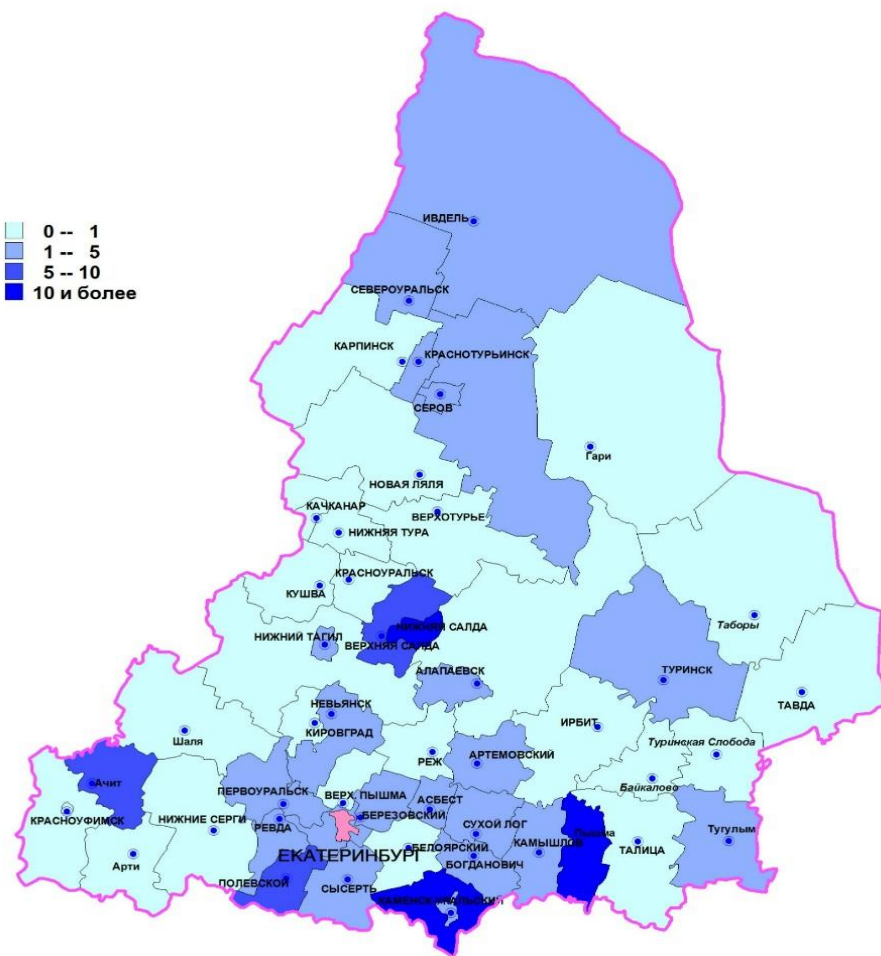 ИВДЕЛЬ
0 -- 1
1 -- 5
5 -- 10
10 и более
СЕВЕРОУРАЛЬСК
КАРПИНСК
КРАСНОТУРЬИНСК
СЕРОВ
Гари
НОВАЯ ЛЯЛЯ
КАЧКАНАР
ВЕРХОТУРЬЕ
НИЖНЯЯ ТУРА
КРАСНОУРАЛЬСК
КУШВА
Таборы
НИЖНЯЯ САЛДА
НИЖНИЙ ТАГИЛ
ВЕРХНЯЯ САЛДА
АЛАПАЕВСК
ТУРИНСК
ТАВДА
НЕВЬЯНСК
КИРОВГРАД
ИРБИТ
Шаля
Туринская Слобода
РЕЖ
АРТЕМОВСКИЙ
Ачит
Байкалово
ПЕРВОУРАЛЬСК
ВЕРХ. ПЫШМА
АСБЕСТ
КРАСНОУФИМСК
НИЖНИЕ СЕРГИ
РЕВДА
БЕРЕЗОВСКИЙ
СУХОЙ ЛОГ
Пышма
Тугулым
КАМЫШЛОВ
ТАЛИЦА
БЕЛОЯРСКИЙ
ЕКАТЕРИНБУРГ
БОГДАНОВИЧ
Арти
ПОЛЕВСКОЙ
СЫСЕРТЬ
КАМЕНСК-УРАЛЬСКИЙ